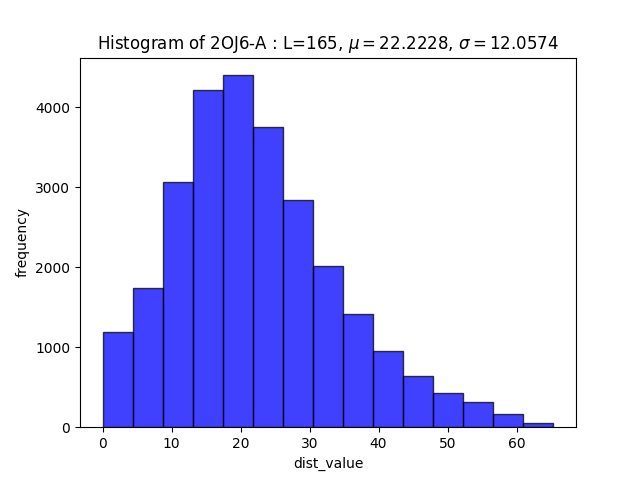 Histogram of 2OJ6-A : L=165, μ = 22.2228, σ = 12.0574
frequency
4000
3000
2000
1000
0
0 10 20 30 40 50 60
dist_value